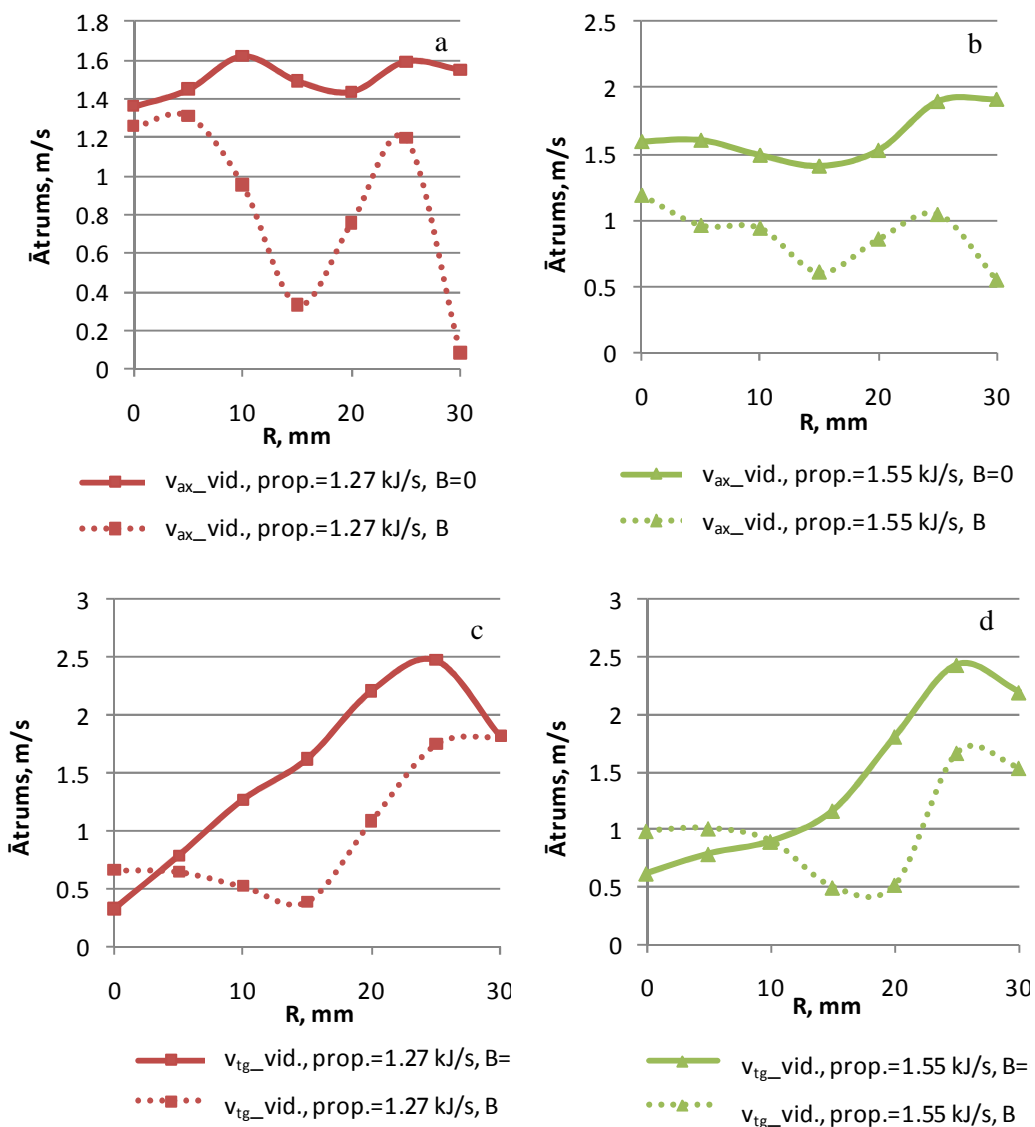 1.8
1.6
1.4
1.2
1
0.8
0.6
0.4
0.2
0
Ātrums, m/s
a
0 10 20 30
R, mm
vax_vid., prop.=1.27 kJ/s, B=0
vax_vid., prop.=1.27 kJ/s, B
2.5
2
1.5
1
0.5
0
Ātrums, m/s
b
0 10 20 30
R, mm
vax_vid., prop.=1.55 kJ/s, B=0
vax_vid., prop.=1.55 kJ/s, B
3
2.5
2
1.5
1
0.5
0
Ātrums, m/s
c
0 10 20 30
R, mm
vtg_vid., prop.=1.27 kJ/s, B=
vtg_vid., prop.=1.27 kJ/s, B
3
2.5
2
1.5
1
0.5
0
Ātrums, m/s
d
0 10 20 30
R, mm
vtg_vid., prop.=1.55 kJ/s, B=
vtg_vid., prop.=1.55 kJ/s, B